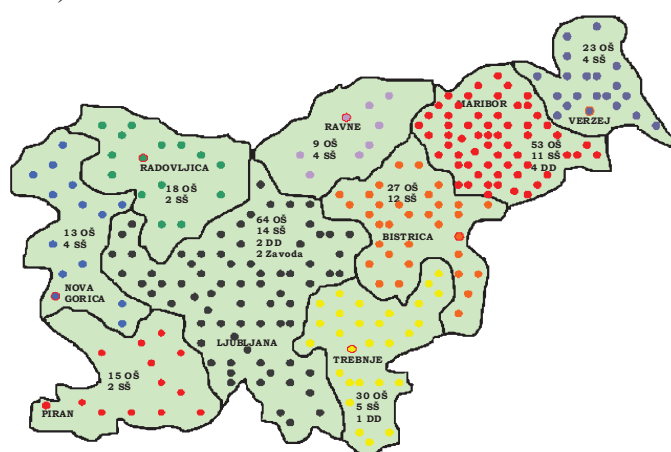 23 OŠ
4 SŠ
VERZEJ
MARIBOR
53 OŠ
11 SŠ
4 DD
RAVNE
9 OŠ
4 SŠ
RADOVLJICA
18 OŠ
2 SŠ
27 OŠ
12 SŠ
BISTRICA
64 OŠ
14 SŠ
2 DD
2 Zavoda
LJUBLJANA
13 OŠ
4 SŠ
NOVA
GORICA
TREBNJE
30 OŠ
5 SŠ
1 DD
15 OŠ
2 SŠ
PIRAN